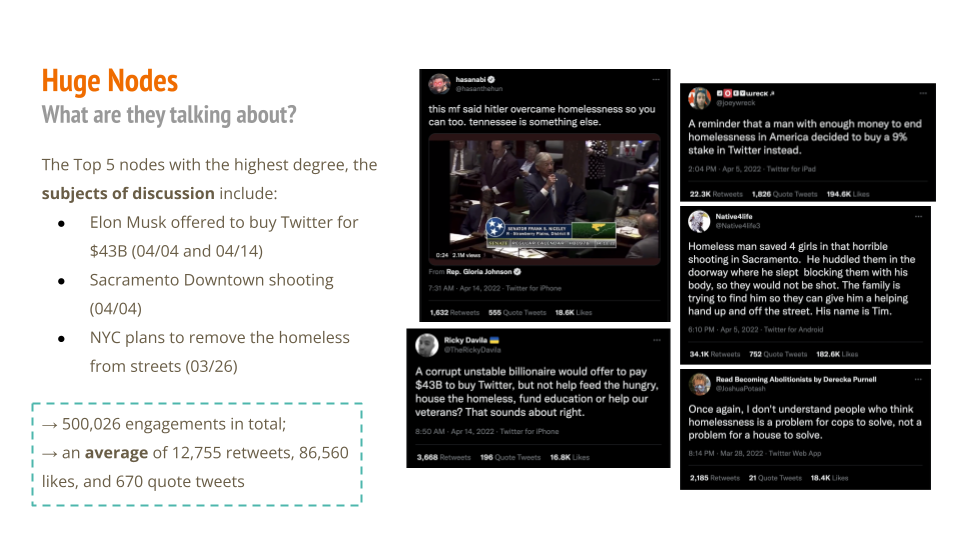 Huge Nodes
What are they talking about?
The Top 5 nodes with the highest degree, the
subjects of discussion include:
● Elon Musk offered to buy Twitter for
$43B (04/04 and 04/14)
● Sacramento Downtown shooting
(04/04)
● NYC plans to remove the homeless
from streets (03/26)
→ 500,026 engagements in total;
→ an average of 12,755 retweets, 86,560
likes, and 670 quote tweets
hasanabi
@hasanthehun
this mf said hitler overcame homelessness so you
can too. tennessee is something else.
SENATOR FRANK S. NICELEY
R - Strawberry Plains, District 8
0:24 2.1M views
From Rep. Gloria Johnson
7:31 AM · Apr 14, 2022 · Twitter for iPhone
1,632 Retweets 555 Quote Tweets 18.6K Likes
Ricky Davila
@TheRickyDavila
A corrupt unstable billionaire would offer to pay
$43B to buy Twitter, but not help feed the hungry,
house the homeless, fund education or help our
veterans? That sounds about right.
8:50 AM · Apr 14, 2022 · Twitter for iPhone
3,668 Retweets 196 Quote Tweets 16.8K Likes
@joeywreck
A reminder that a man with enough money to end
homelessness in America decided to buy a 9%
stake in Twitter instead.
2:04 PM · Apr 5, 2022 · Twitter for iPad
22.3K Retweets 1,826 Quote Tweets 194.6K Likes
Native4life
@Native4life3
Homeless man saved 4 girls in that horrible
shooting in Sacramento. He huddled them in the
doorway where he slept blocking them with his
body, so they would not be shot. The family is
trying to find him so they can give him a helping
hand up and off the street. His name is Tim.
6:10 PM · Apr 5, 2022 · Twitter for Android
34.1K Retweets 752 Quote Tweets 182.6K Likes
Read Becoming Abolitionists by Derecka Purnell
@JoshuaPotash
Once again, I don't understand people who think
homelessness is a problem for cops to solve, not a
problem for a house to solve.
8:14 PM · Mar 28, 2022 · Twitter Web App
2,185 Retweets 21 Quote Tweets 18.4K Likes